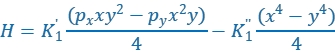 H = K₁′ (pₓxy² − p_yx²y)/4 − K₁″ (x⁴ − y⁴)/4